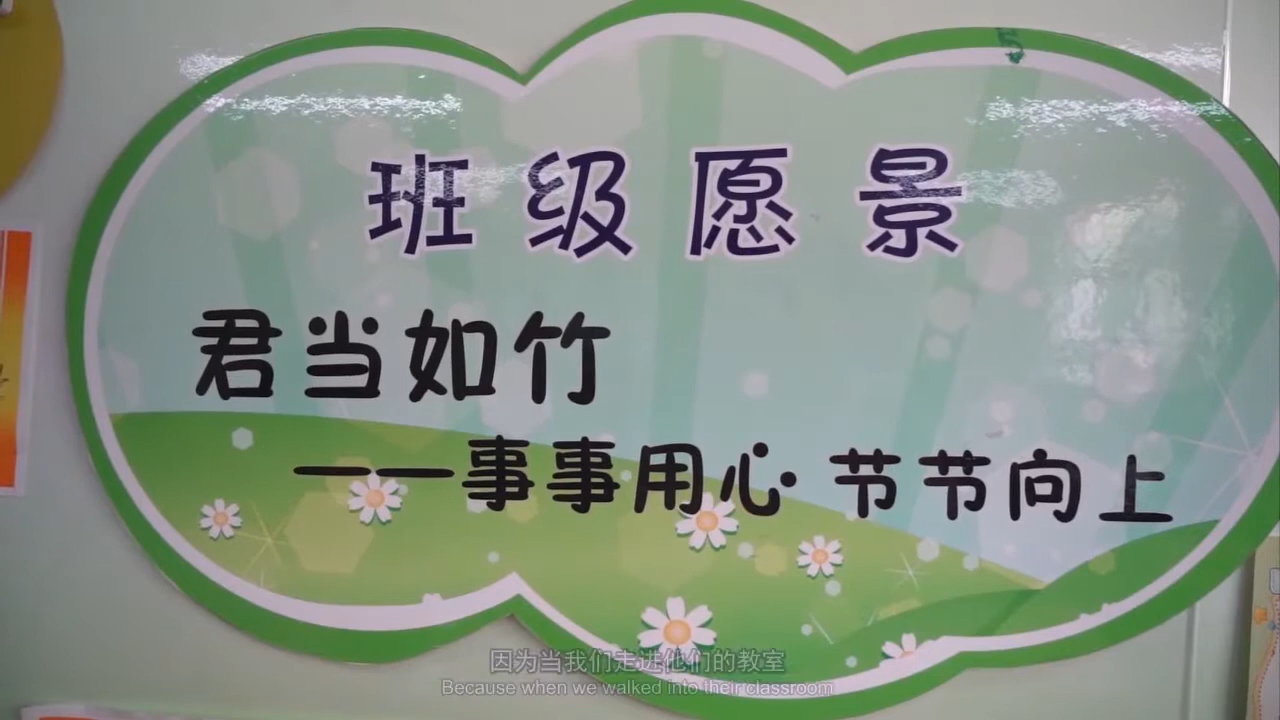 班级愿景
君当如竹
——事事用心 节节向上
因为当我们走进他们的教室
Because when we walked into their classroom